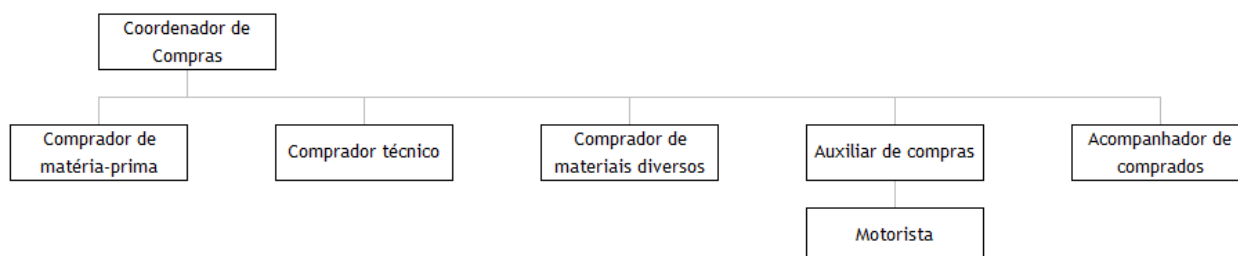 Coordenador de
Compras
Comprador de
matéria-prima
Comprador técnico
Comprador de
materiais diversos
Auxiliar de compras
Acompanhador de
comprados
Motorista